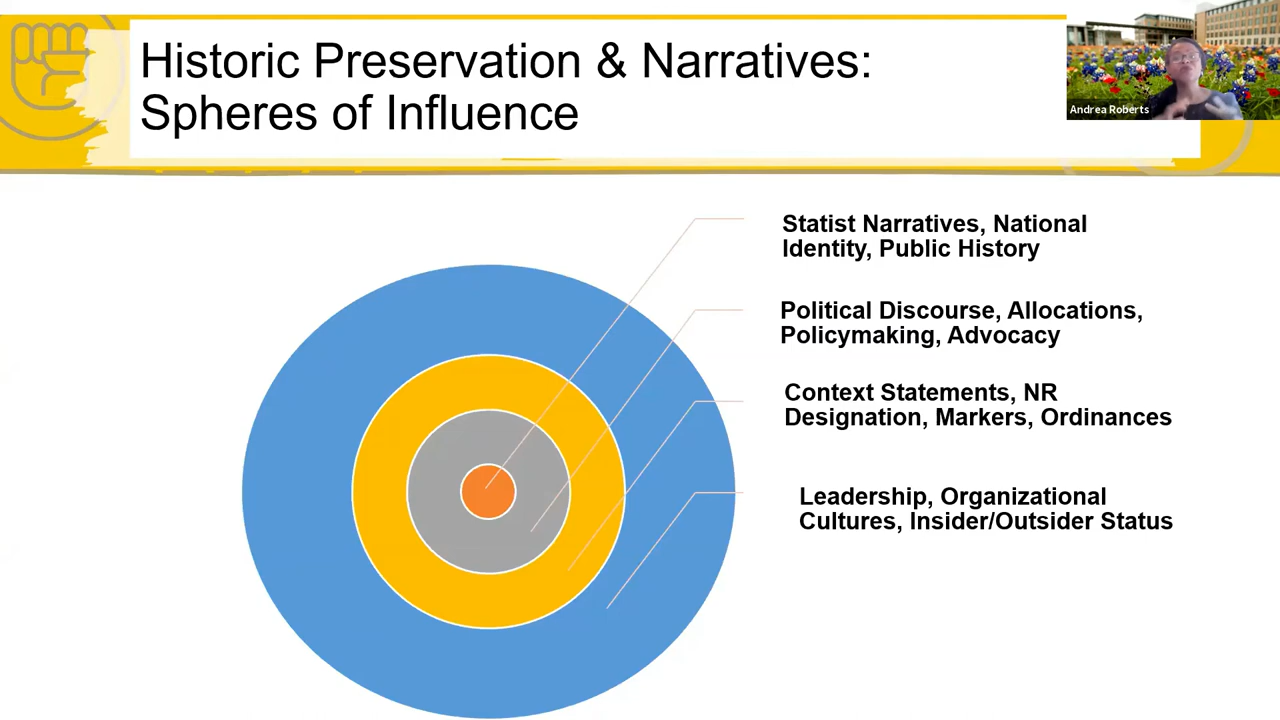 Historic Preservation & Narratives:
Spheres of Influence
Andrea Roberts
Statist Narratives, National
Identity, Public History
Political Discourse, Allocations,
Policymaking, Advocacy
Context Statements, NR
Designation, Markers, Ordinances
Leadership, Organizational
Cultures, Insider/Outsider Status